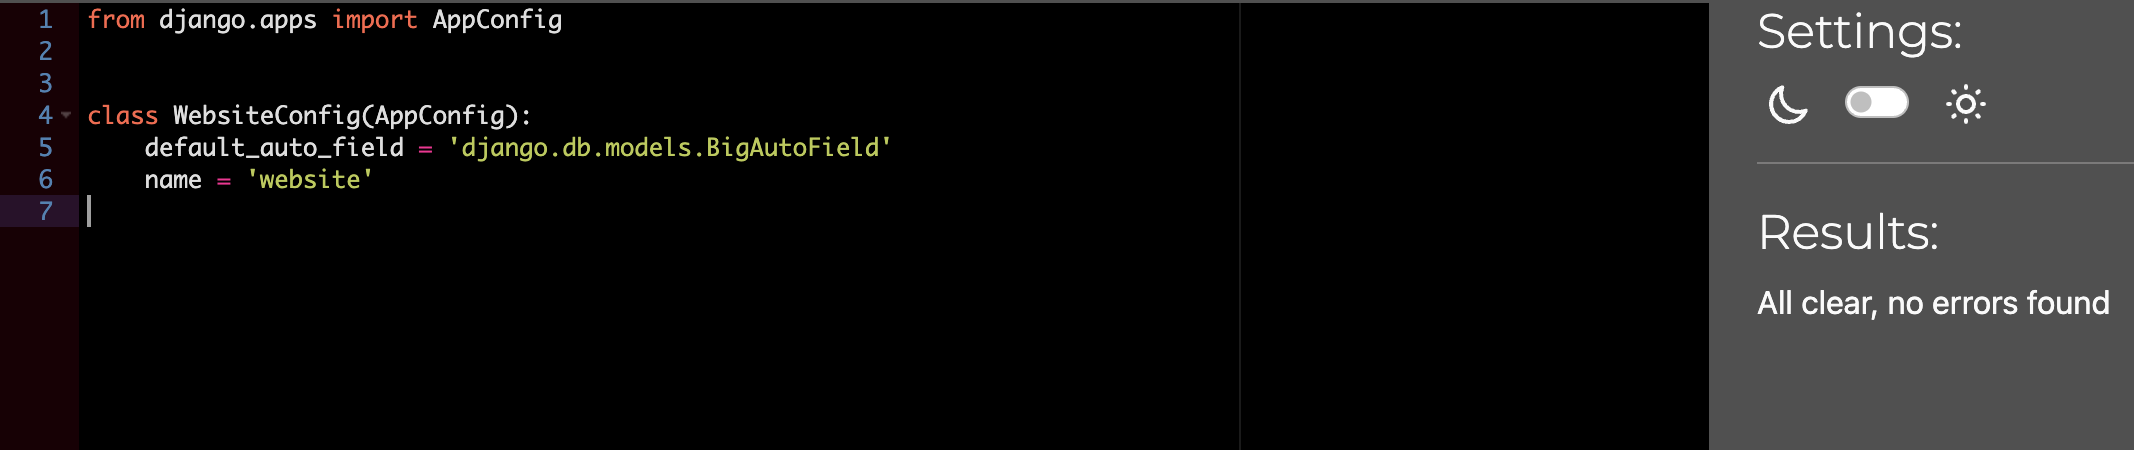 1 from django.apps import AppConfig
2
3
4 class WebsiteConfig(AppConfig):
5     default_auto_field = 'django.db.models.BigAutoField'
6     name = 'website'
7
Settings:
Results:
All clear, no errors found